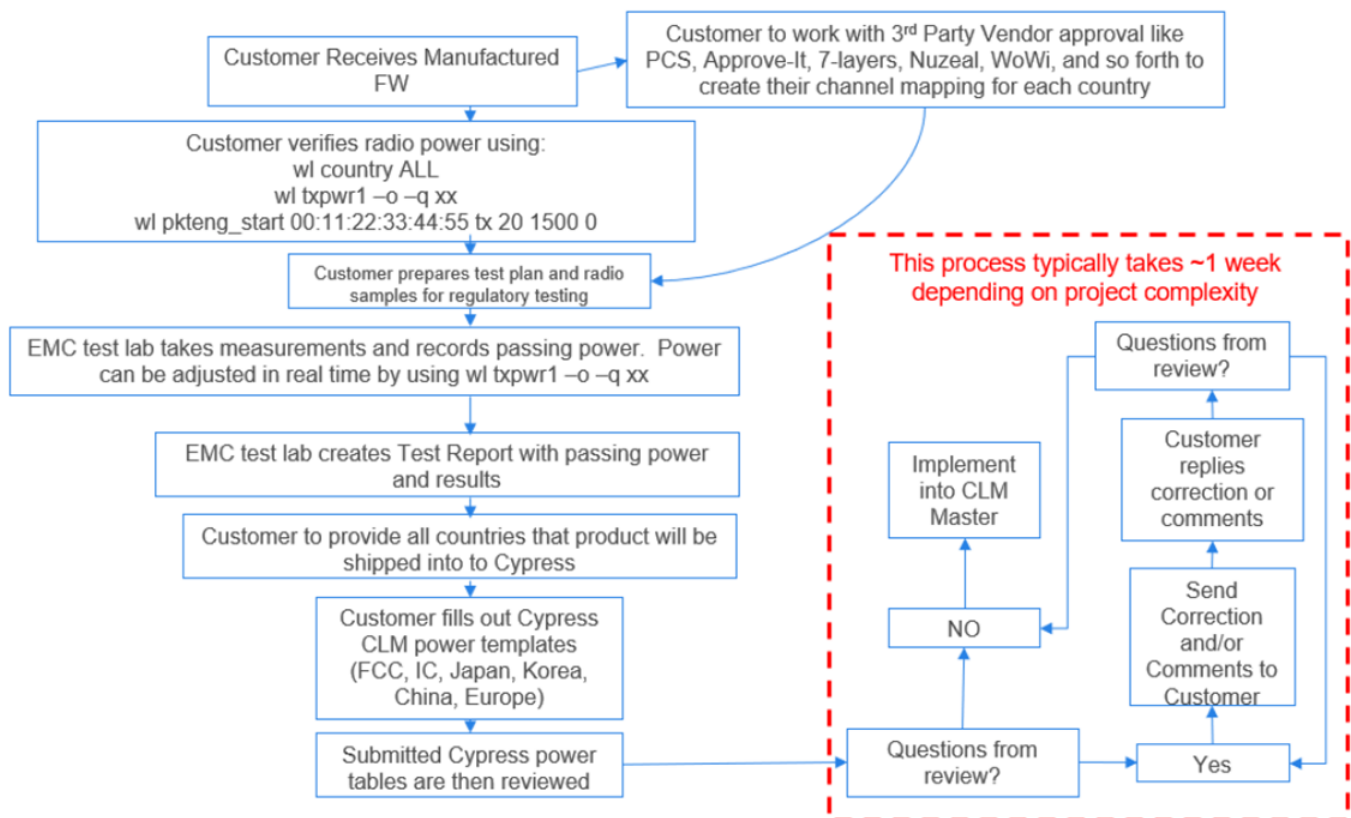 Customer Receives Manufactured
FW
Customer to work with 3rd Party Vendor approval like
PCS, Approve-It, 7-layers, Nuzeal, WoWi, and so forth to
create their channel mapping for each country
Customer verifies radio power using:
wl country ALL
wl txpwr1 –o –q xx
wl pkteng_start 00:11:22:33:44:55 tx 20 1500 0
Customer prepares test plan and radio
samples for regulatory testing
EMC test lab takes measurements and records passing power.  Power
can be adjusted in real time by using wl txpwr1 –o –q xx
EMC test lab creates Test Report with passing power
and results
Customer to provide all countries that product will be
shipped into to Cypress
Customer fills out Cypress
CLM power templates
(FCC, IC, Japan, Korea,
China, Europe)
Submitted Cypress power
tables are then reviewed
This process typically takes ~1 week
depending on project complexity
Questions from
review?
Customer
replies
correction or
comments
Implement
into CLM
Master
Send
Correction
and/or
Comments to
Customer
NO
Questions from
review?
Yes